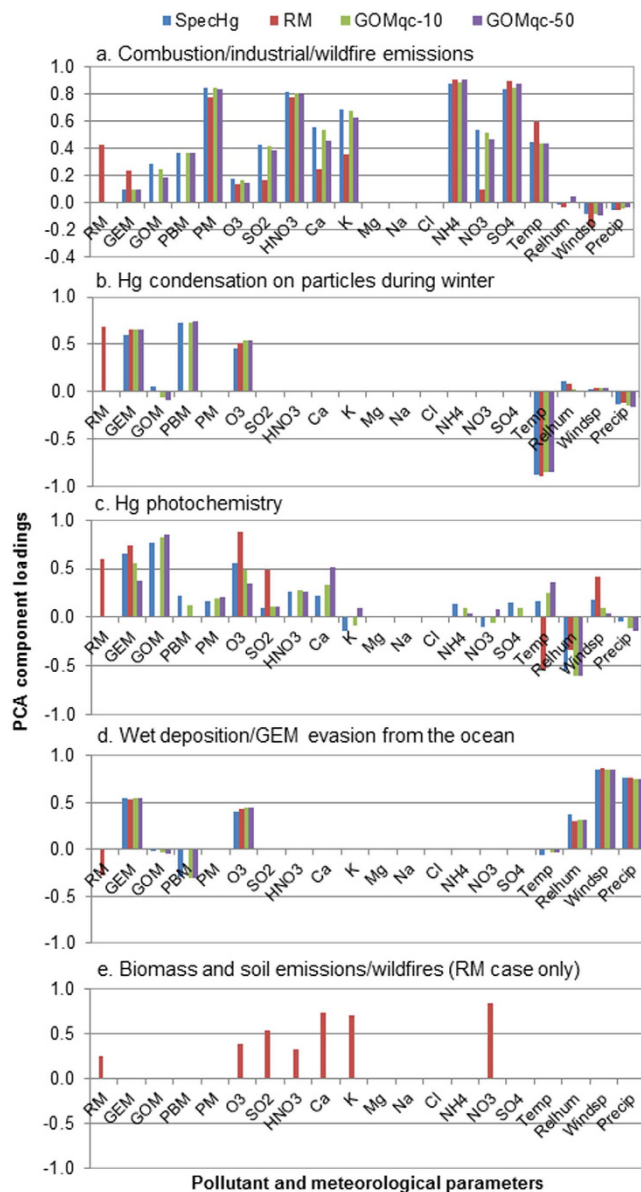 SpecHg RM GOMqc-10 GOMqc-50
a. Combustion/industrial/wildfire emissions
1.0
0.8
0.6
0.4
0.2
0.0
-0.2
-0.4
RM GEM GOM PBM PM O3 SO2 HNO3 Ca K Mg Na Cl NH4 NO3 SO4 Temp Relhum Windsp Precip
b. Hg condensation on particles during winter
1.0
0.5
0.0
-0.5
-1.0
RM GEM GOM PBM PM O3 SO2 HNO3 Ca K Mg Na Cl NH4 NO3 SO4 Temp Relhum Windsp Precip
c. Hg photochemistry
1.0
0.5
0.0
-0.5
-1.0
RM GEM GOM PBM PM O3 SO2 HNO3 Ca K Mg Na Cl NH4 NO3 SO4 Temp Relhum Windsp Precip
PCA component loadings
d. Wet deposition/GEM evasion from the ocean
1.0
0.5
0.0
-0.5
-1.0
RM GEM GOM PBM PM O3 SO2 HNO3 Ca K Mg Na Cl NH4 NO3 SO4 Temp Relhum Windsp Precip
e. Biomass and soil emissions/wildfires (RM case only)
1.0
0.5
0.0
-0.5
-1.0
RM GEM GOM PBM PM O3 SO2 HNO3 Ca K Mg Na Cl NH4 NO3 SO4 Temp Relhum Windsp Precip
Pollutant and meteorological parameters